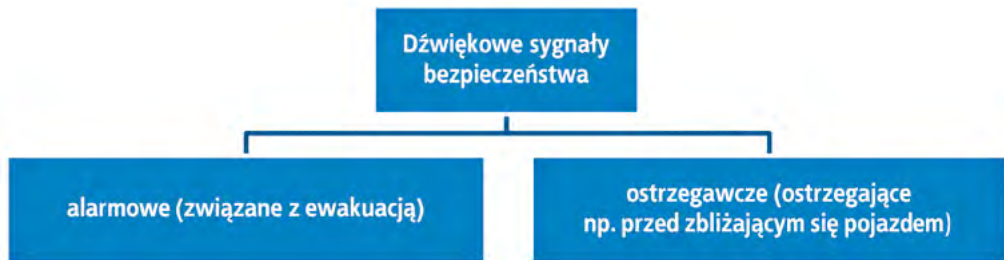 Dźwiękowe sygnały
bezpieczeństwa
alarmowe (związane z ewakuacją)
ostrzegawcze (ostrzegające
np. przed zbliżającym się pojazdem)